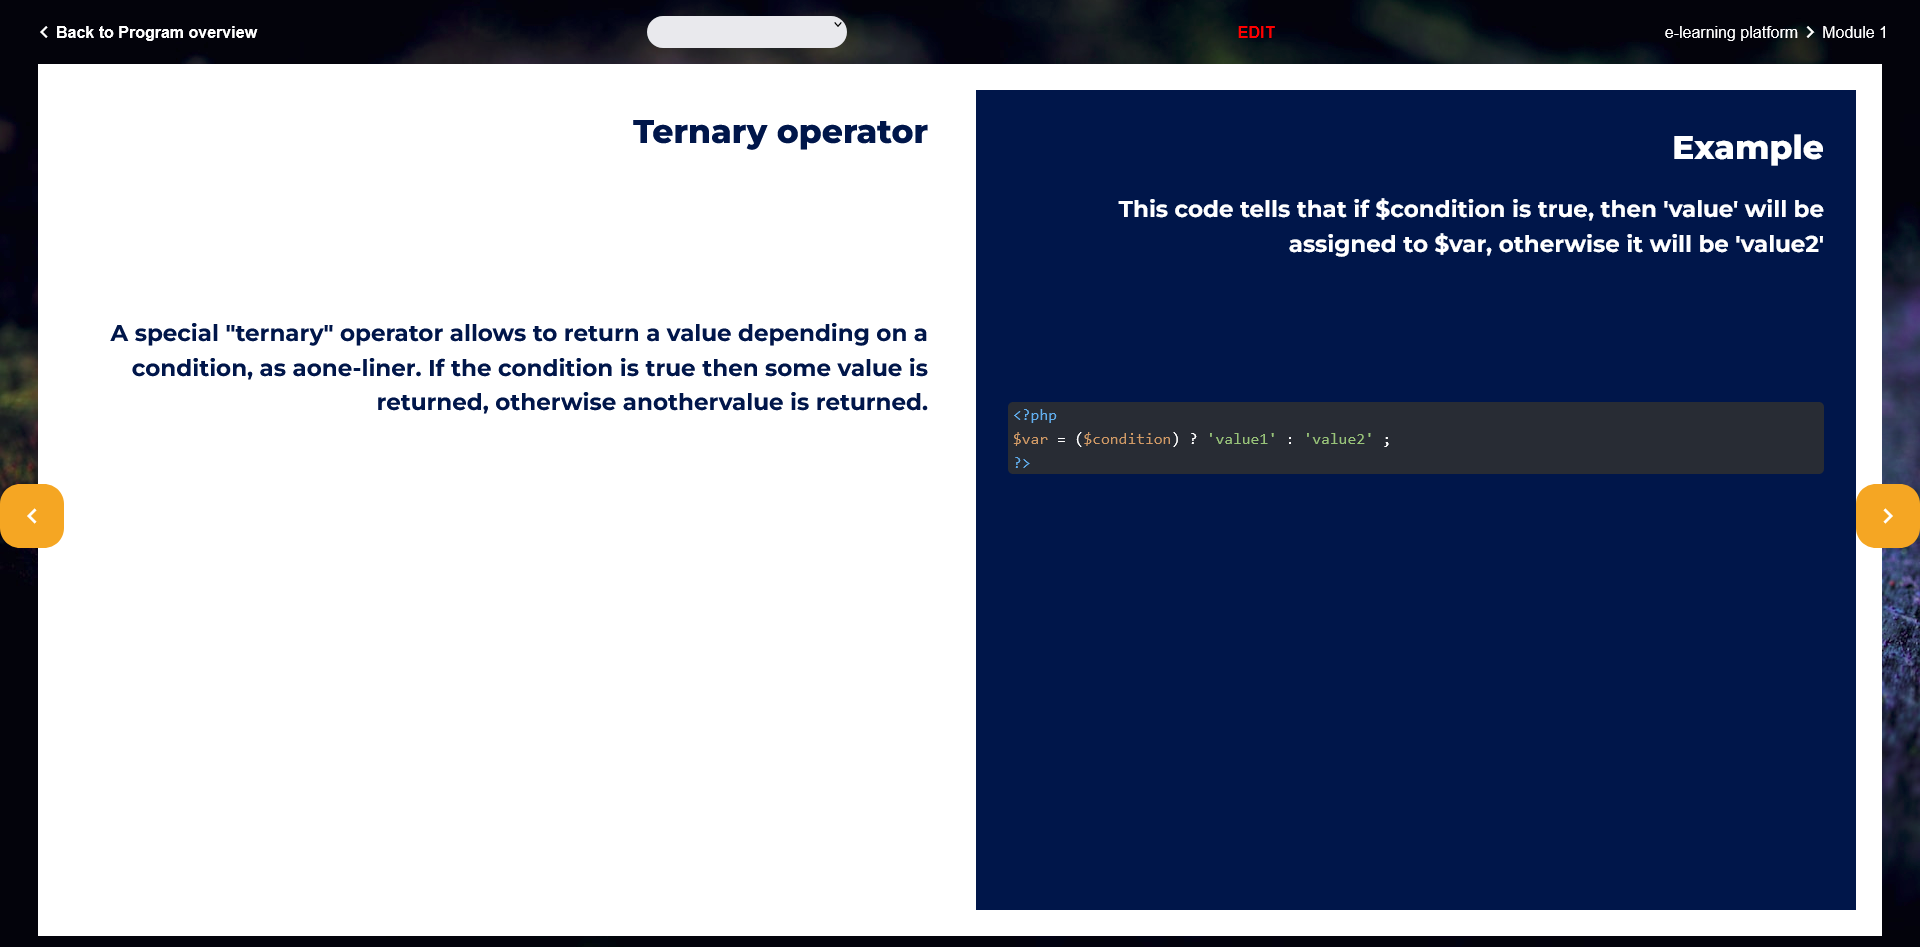 Back to Program overview
EDIT
e-learning platform > Module 1
Ternary operator
A special "ternary" operator allows to return a value depending on a
condition, as aone-liner. If the condition is true then some value is
returned, otherwise anothervalue is returned.
Example
This code tells that if $condition is true, then 'value' will be
assigned to $var, otherwise it will be 'value2'
<?php
$var = ($condition) ? 'value1' : 'value2' ;
?>